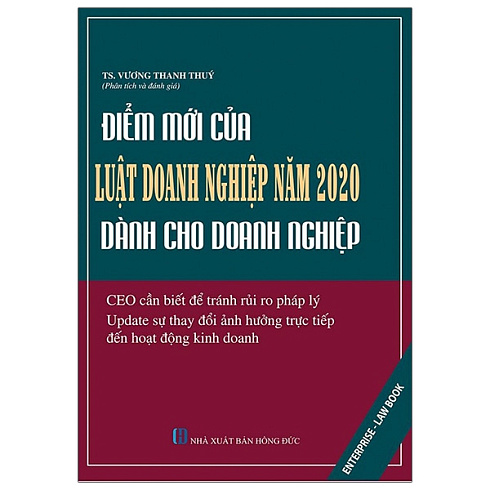 TS. VƯƠNG THANH THUÝ
(Phân tích và đánh giá)
ĐIỂM MỚI CỦA
LUẬT DOANH NGHIỆP NĂM 2020
DÀNH CHO DOANH NGHIỆP
CEO cần biết để tránh rủi ro pháp lý
Update sự thay đổi ảnh hưởng trực tiếp
đến hoạt động kinh doanh
ENTERPRISE - LAW BOOK
NHÀ XUẤT BẢN HỒNG ĐỨC